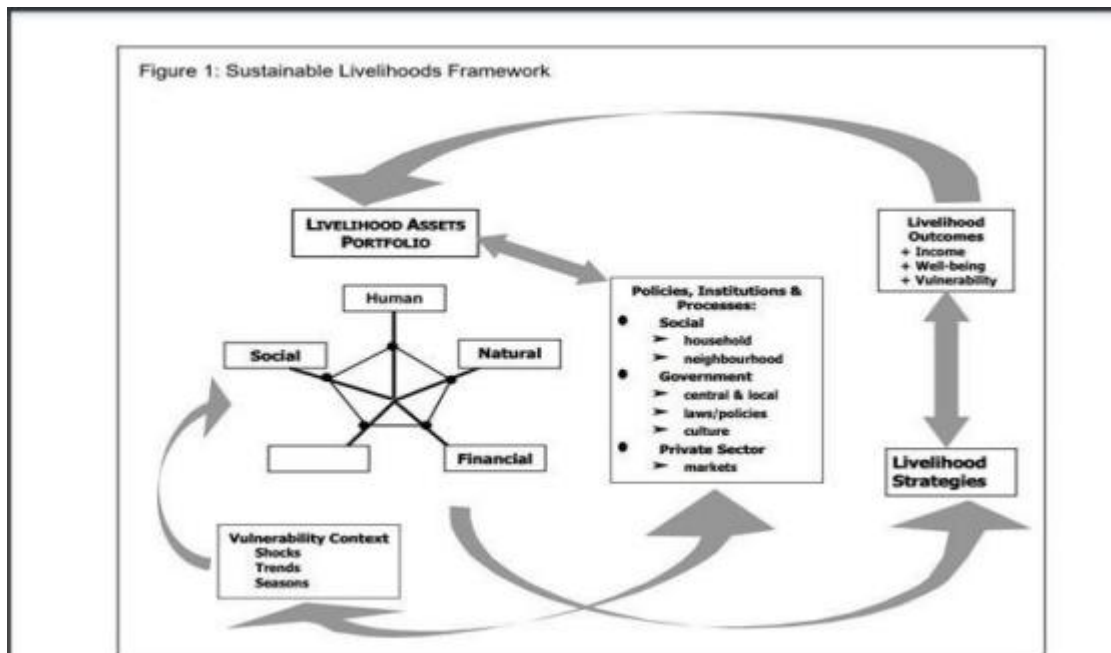 Figure 1: Sustainable Livelihoods Framework
LIVELIHOOD ASSETS
PORTFOLIO
Livelihood
Outcomes
+ Income
+ Well-being
+ Vulnerability
Human
Social
Natural
Financial
Policies, Institutions &
Processes:
• Social
➤ household
➤ neighbourhood
• Government
➤ central & local
➤ laws/policies
➤ culture
• Private Sector
➤ markets
Livelihood
Strategies
Vulnerability Context
Shocks
Trends
Seasons